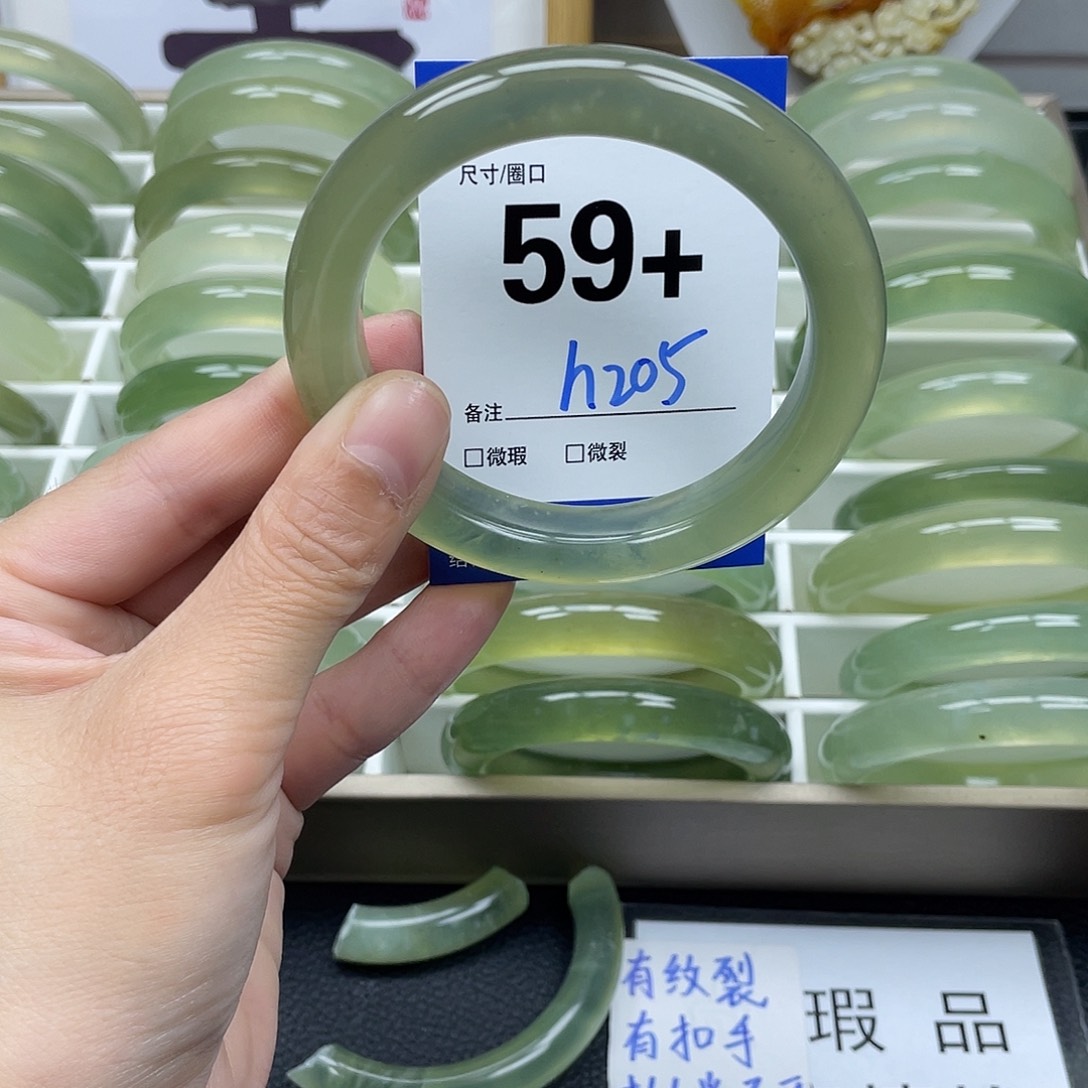 尺寸/圈口
59+
h205
备注
□微瑕 □微裂
有纹裂
有扣手
瑕 品